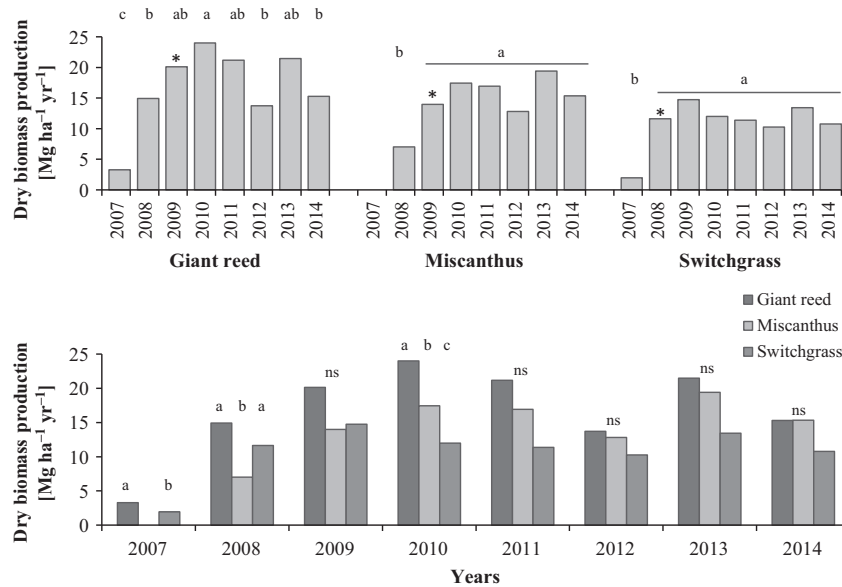 c b ab a ab b ab b
b a
b a
Dry biomass production
[Mg ha⁻¹ yr⁻¹]
25
20
15
10
5
0
* * *
2007 2008 2009 2010 2011 2012 2013 2014 2007 2008 2009 2010 2011 2012 2013 2014 2007 2008 2009 2010 2011 2012 2013 2014
Giant reed Miscanthus Switchgrass
Giant reed
Miscanthus
Switchgrass
Dry biomass production
[Mg ha⁻¹ yr⁻¹]
25
20
15
10
5
0
a b
a b a
ns
a b c
ns
ns
ns
ns
2007 2008 2009 2010 2011 2012 2013 2014
Years